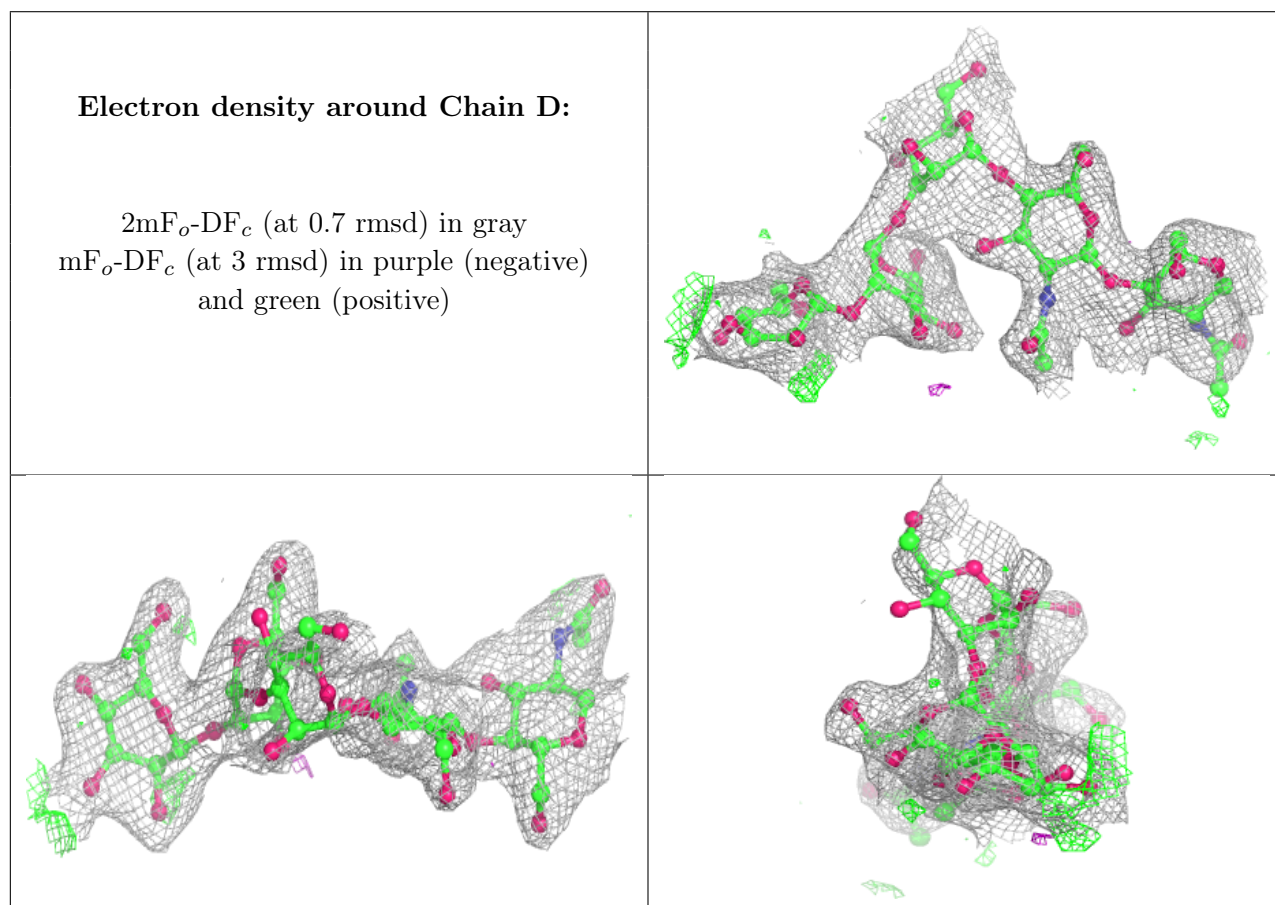 Electron density around Chain D:
2mFo-DFc (at 0.7 rmsd) in gray
mFo-DFc (at 3 rmsd) in purple (negative)
and green (positive)